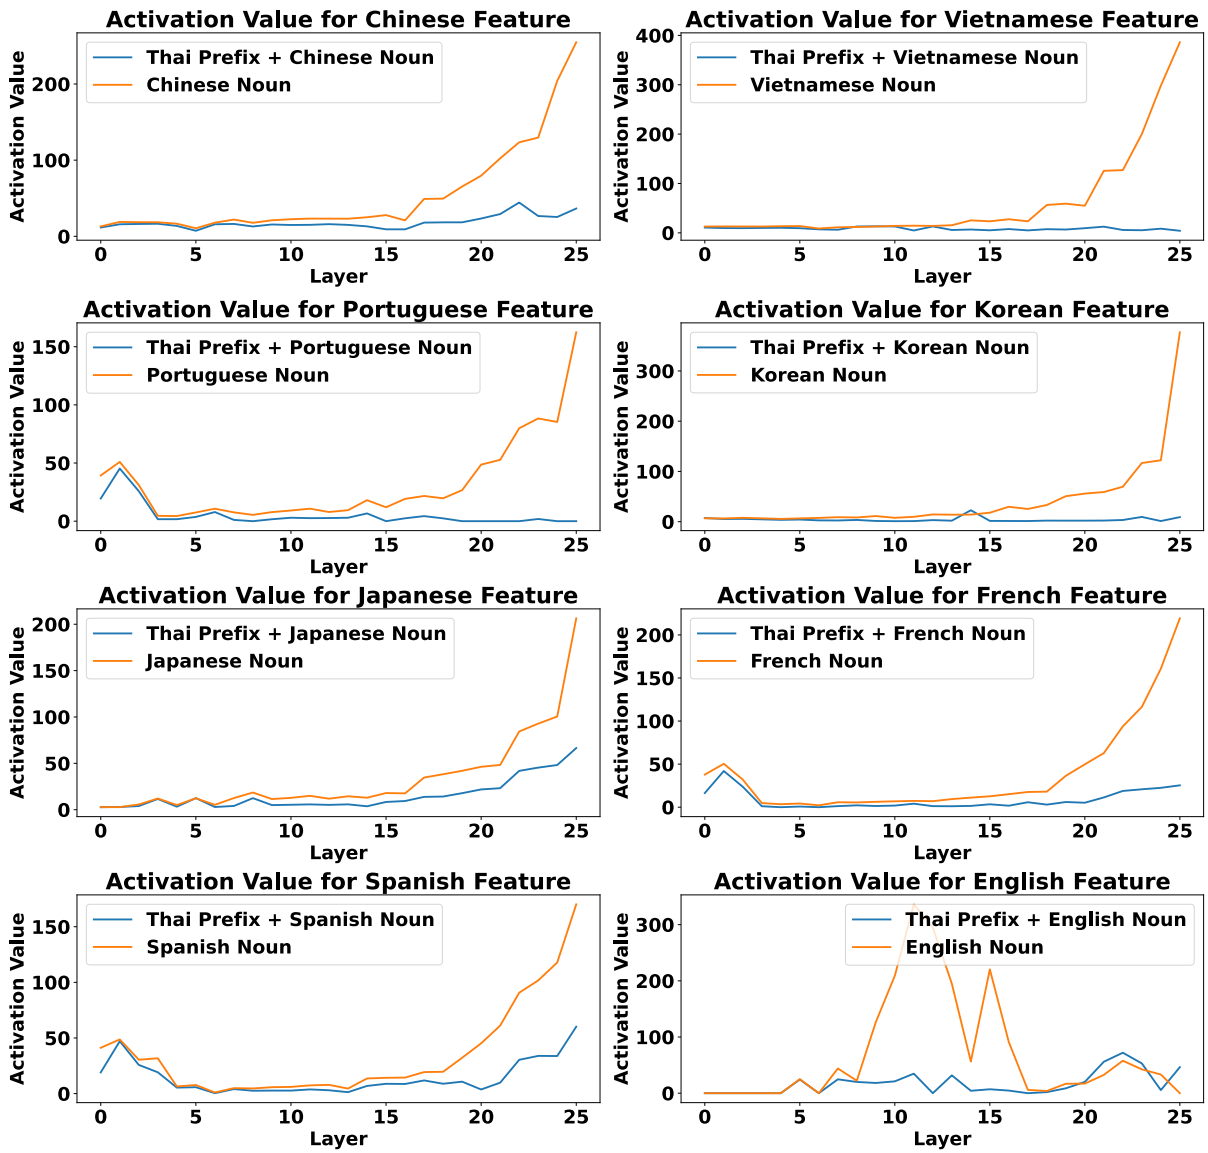 Activation Value for Chinese Feature
Activation Value
Thai Prefix + Chinese Noun
Chinese Noun
200
100
0
0 5 10 15 20 25
Layer
Activation Value for Vietnamese Feature
Activation Value
Thai Prefix + Vietnamese Noun
Vietnamese Noun
400
300
200
100
0
0 5 10 15 20 25
Layer
Activation Value for Portuguese Feature
Activation Value
Thai Prefix + Portuguese Noun
Portuguese Noun
150
100
50
0
0 5 10 15 20 25
Layer
Activation Value for Korean Feature
Activation Value
Thai Prefix + Korean Noun
Korean Noun
300
200
100
0
0 5 10 15 20 25
Layer
Activation Value for Japanese Feature
Activation Value
Thai Prefix + Japanese Noun
Japanese Noun
200
150
100
50
0
0 5 10 15 20 25
Layer
Activation Value for French Feature
Activation Value
Thai Prefix + French Noun
French Noun
200
150
100
50
0
0 5 10 15 20 25
Layer
Activation Value for Spanish Feature
Activation Value
Thai Prefix + Spanish Noun
Spanish Noun
150
100
50
0
0 5 10 15 20 25
Layer
Activation Value for English Feature
Activation Value
Thai Prefix + English Noun
English Noun
300
200
100
0
0 5 10 15 20 25
Layer